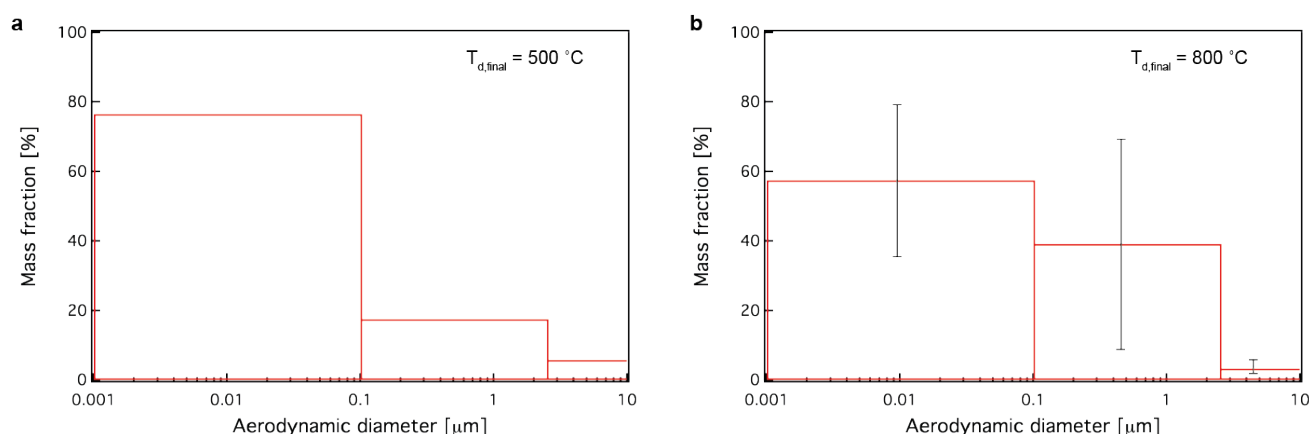 a
T_d,final = 500 °C
Mass fraction [%]
100
80
60
40
20
0
0.001
0.01
0.1
1
10
Aerodynamic diameter [μm]
b
T_d,final = 800 °C
Mass fraction [%]
100
80
60
40
20
0
0.001
0.01
0.1
1
10
Aerodynamic diameter [μm]